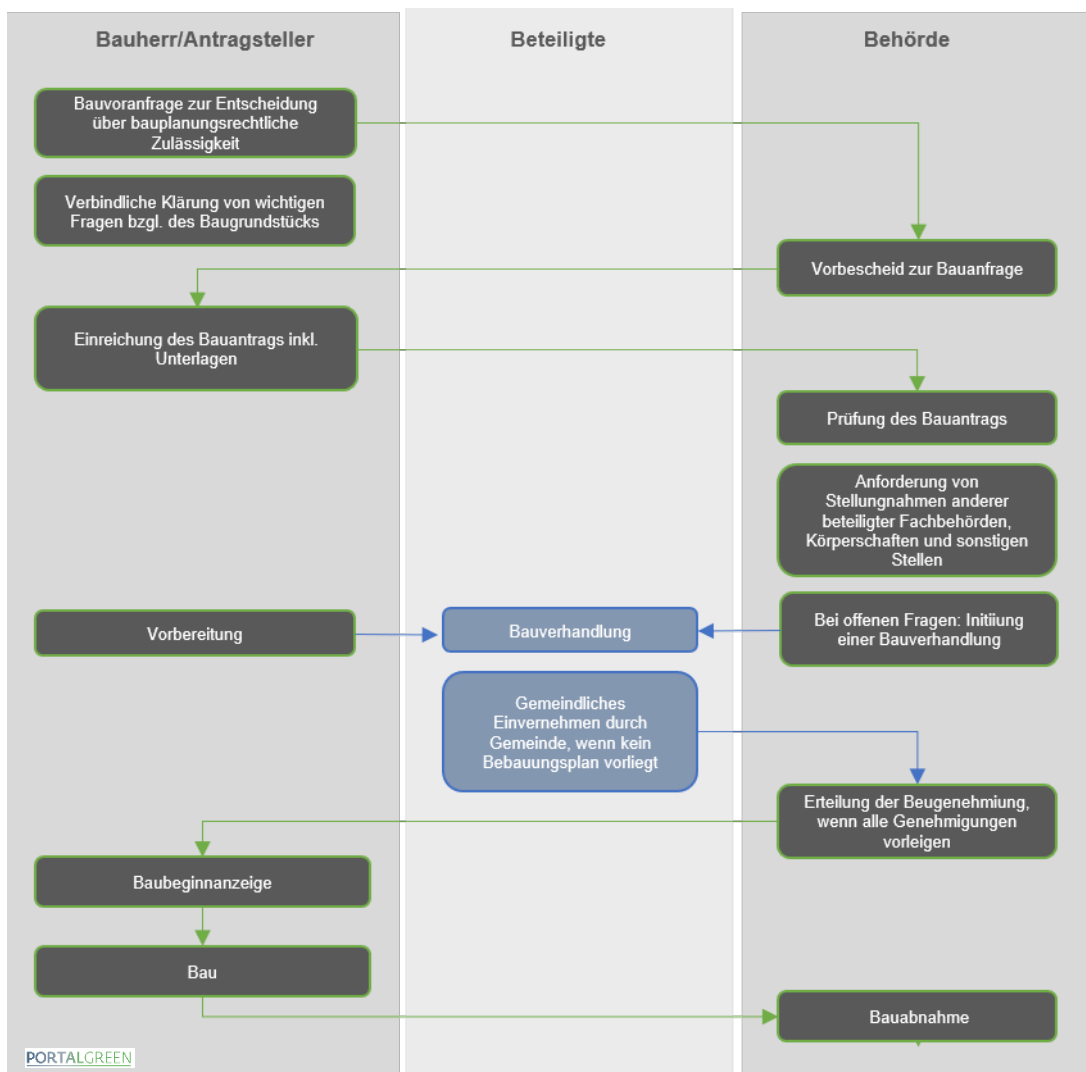 Bauherr/Antragsteller
Beteiligte
Behörde
Bauvoranfrage zur Entscheidung
über bauplanungsrechtliche
Zulässigkeit
Verbindliche Klärung von wichtigen
Fragen bzgl. des Baugrundstücks
Vorbescheid zur Bauanfrage
Einreichung des Bauantrags inkl.
Unterlagen
Prüfung des Bauantrags
Anforderung von
Stellungnahmen anderer
beteiligter Fachbehörden,
Körperschaften und sonstigen
Stellen
Vorbereitung
Bauverhandlung
Bei offenen Fragen: Initiiung
einer Bauverhandlung
Gemeindliches
Einvernehmen durch
Gemeinde, wenn kein
Bebauungsplan vorliegt
Erteilung der Beugenehmiung,
wenn alle Genehmigungen
vorleigen
Baubeginnanzeige
Bau
Bauabnahme
PORTALGREEN